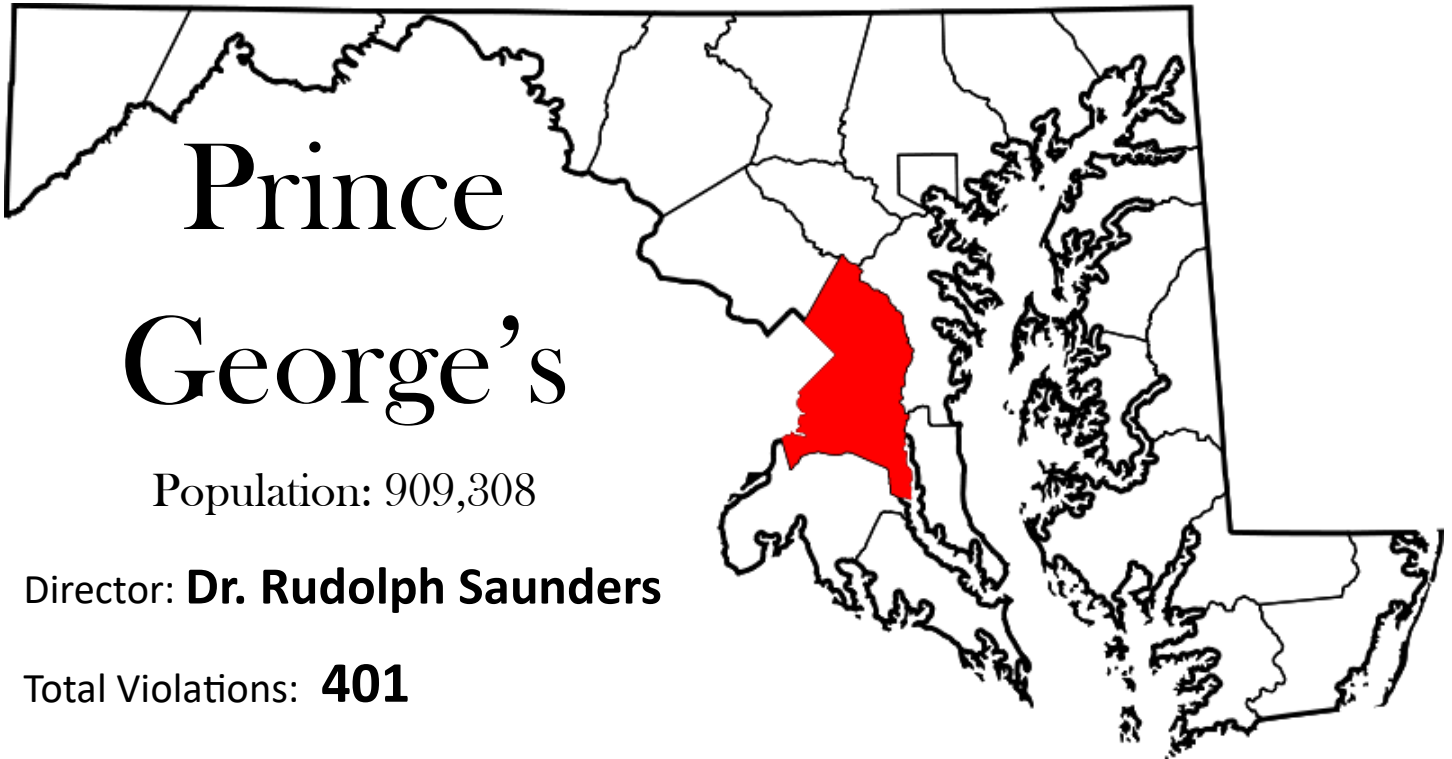 Prince
George’s
Population: 909,308
Director: Dr. Rudolph Saunders
Total Violations: 401